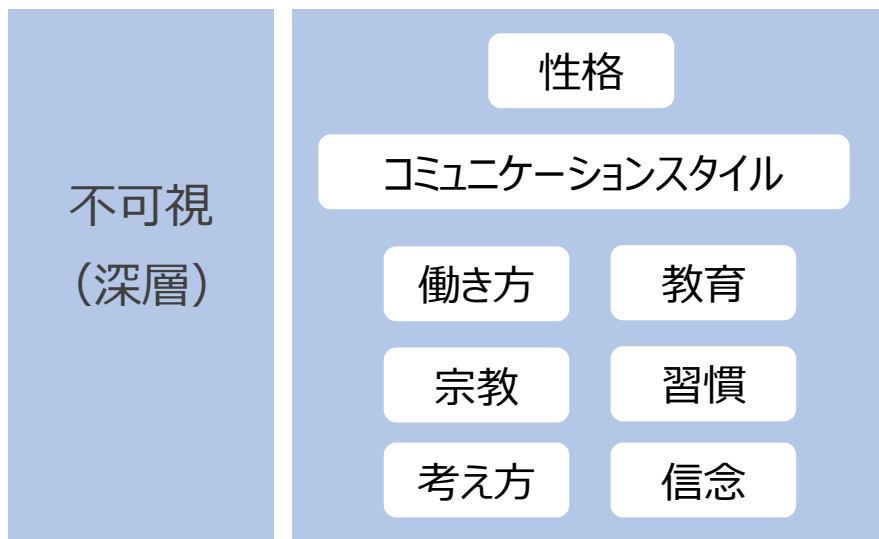 不可視
（深層）
性格
コミュニケーションスタイル
働き方
教育
宗教
習慣
考え方
信念